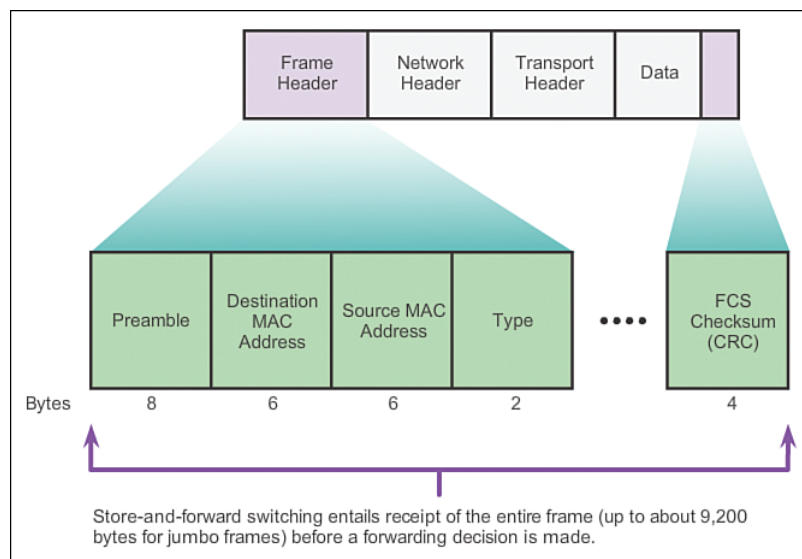 Frame
Header
Network
Header
Transport
Header
Data
Preamble
Destination
MAC
Address
Source MAC
Address
Type
FCS
Checksum
(CRC)
Bytes 8 6 6 2 4
Store-and-forward switching entails receipt of the entire frame (up to about 9,200
bytes for jumbo frames) before a forwarding decision is made.